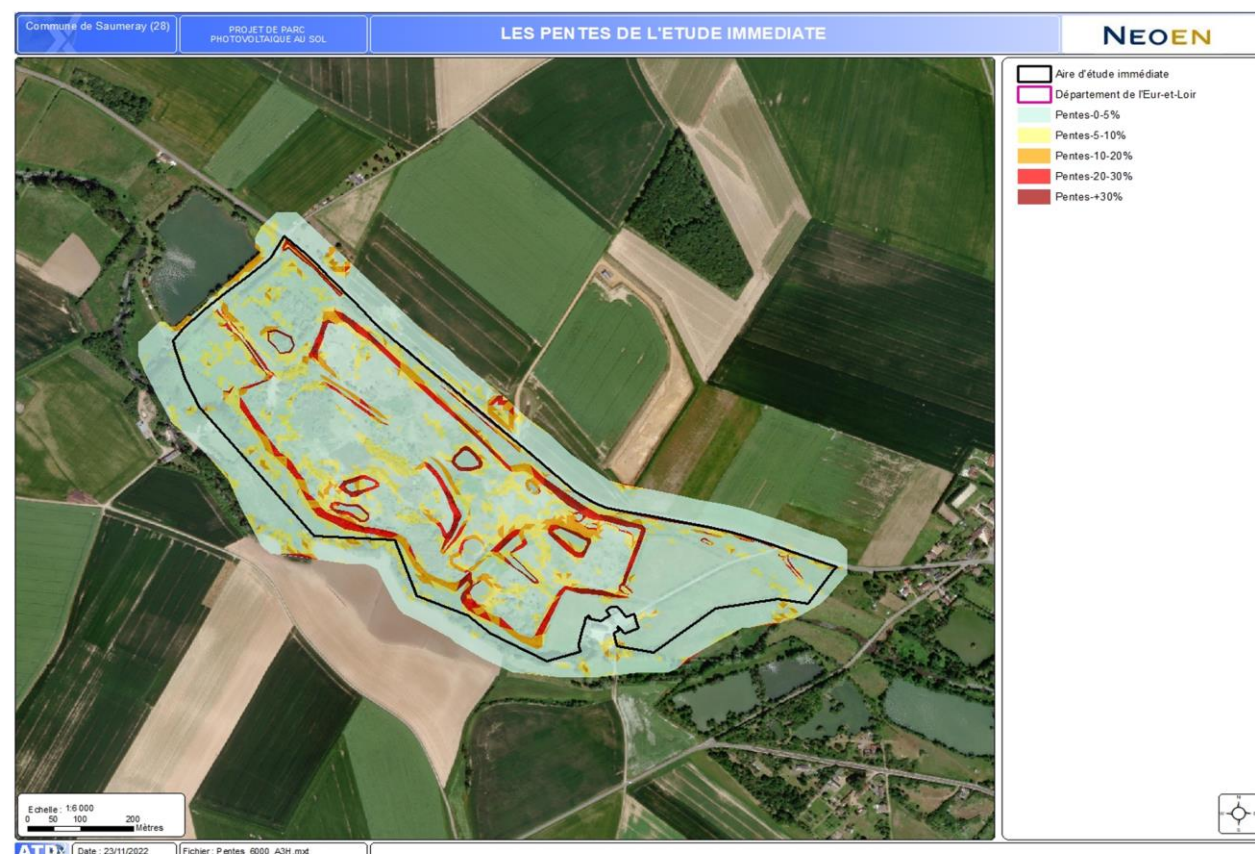 Commune de Saumeray (28)
PROJET DE PARC
PHOTOVOLTAIQUE AU SOL
LES PENTES DE L'ETUDE IMMEDIATE
NEOEN
Aire d'étude immédiate
Département de l'Eur-et-Loir
Pentes-0-5%
Pentes-5-10%
Pentes-10-20%
Pentes-20-30%
Pentes-+30%
Echelle : 1:6 000
0 50 100 200
Mètres
N
S
Date : 23/11/2022
Fichier : Pentes_6000_A3H.mxd